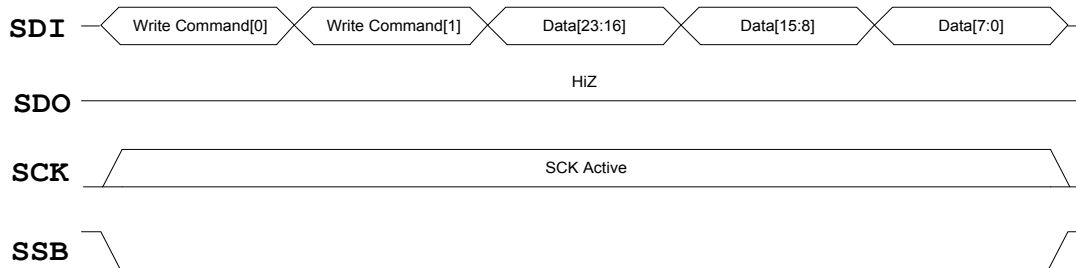 SDI Write Command[0] Write Command[1] Data[23:16] Data[15:8] Data[7:0]
HiZ
SDO
SCK SCK Active
SSB